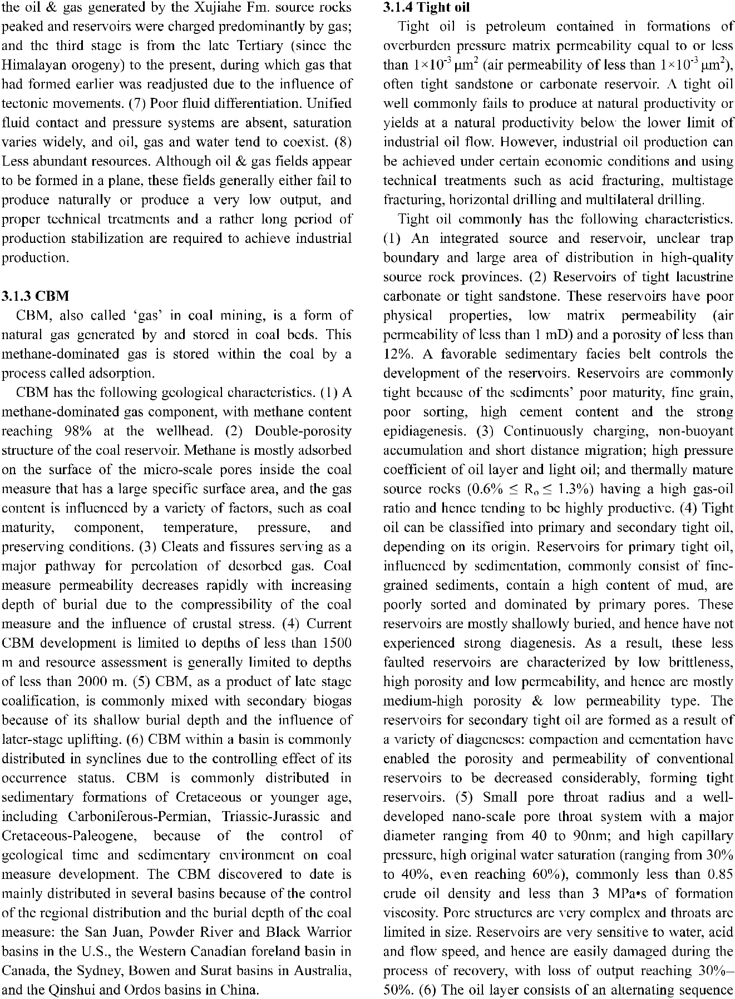 the oil & gas generated by the Xujiahe Fm. source rocks
peaked and reservoirs were charged predominantly by gas;
and the third stage is from the late Tertiary (since the
Himalayan orogeny) to the present, during which gas that
had formed earlier was readjusted due to the influence of
tectonic movements. (7) Poor fluid differentiation. Unified
fluid contact and pressure systems are absent, saturation
varies widely, and oil, gas and water tend to coexist. (8)
Less abundant resources. Although oil & gas fields appear
to be formed in a plane, these fields generally either fail to
produce naturally or produce a very low output, and
proper technical treatments and a rather long period of
production stabilization are required to achieve industrial
production.
3.1.3 CBM
CBM, also called ‘gas’ in coal mining, is a form of
natural gas generated by and stored in coal beds. This
methane-dominated gas is stored within the coal by a
process called adsorption.
CBM has the following geological characteristics. (1) A
methane-dominated gas component, with methane content
reaching 98% at the wellhead. (2) Double-porosity
structure of the coal reservoir. Methane is mostly adsorbed
on the surface of the micro-scale pores inside the coal
measure that has a large specific surface area, and the gas
content is influenced by a variety of factors, such as coal
maturity, component, temperature, pressure, and
preserving conditions. (3) Cleats and fissures serving as a
major pathway for percolation of desorbed gas. Coal
measure permeability decreases rapidly with increasing
depth of burial due to the compressibility of the coal
measure and the influence of crustal stress. (4) Current
CBM development is limited to depths of less than 1500
m and resource assessment is generally limited to depths
of less than 2000 m. (5) CBM, as a product of late stage
coalification, is commonly mixed with secondary biogas
because of its shallow burial depth and the influence of
later-stage uplifting. (6) CBM within a basin is commonly
distributed in synclines due to the controlling effect of its
occurrence status. CBM is commonly distributed in
sedimentary formations of Cretaceous or younger age,
including Carboniferous-Permian, Triassic-Jurassic and
Cretaceous-Paleogene, because of the control of
geological time and sedimentary environment on coal
measure development. The CBM discovered to date is
mainly distributed in several basins because of the control
of the regional distribution and the burial depth of the coal
measure: the San Juan, Powder River and Black Warrior
basins in the U.S., the Western Canadian foreland basin in
Canada, the Sydney, Bowen and Surat basins in Australia,
and the Qinshui and Ordos basins in China.
3.1.4 Tight oil
Tight oil is petroleum contained in formations of
overburden pressure matrix permeability equal to or less
than 1×10⁻³ μm² (air permeability of less than 1×10⁻³ μm²),
often tight sandstone or carbonate reservoir. A tight oil
well commonly fails to produce at natural productivity or
yields at a natural productivity below the lower limit of
industrial oil flow. However, industrial oil production can
be achieved under certain economic conditions and using
technical treatments such as acid fracturing, multistage
fracturing, horizontal drilling and multilateral drilling.
Tight oil commonly has the following characteristics.
(1) An integrated source and reservoir, unclear trap
boundary and large area of distribution in high-quality
source rock provinces. (2) Reservoirs of tight lacustrine
carbonate or tight sandstone. These reservoirs have poor
physical properties, low matrix permeability (air
permeability of less than 1 mD) and a porosity of less than
12%. A favorable sedimentary facies belt controls the
development of the reservoirs. Reservoirs are commonly
tight because of the sediments’ poor maturity, fine grain,
poor sorting, high cement content and the strong
epidiagenesis. (3) Continuously charging, non-buoyant
accumulation and short distance migration; high pressure
coefficient of oil layer and light oil; and thermally mature
source rocks (0.6% ≤ Rₒ ≤ 1.3%) having a high gas-oil
ratio and hence tending to be highly productive. (4) Tight
oil can be classified into primary and secondary tight oil,
depending on its origin. Reservoirs for primary tight oil,
influenced by sedimentation, commonly consist of fine-
grained sediments, contain a high content of mud, are
poorly sorted and dominated by primary pores. These
reservoirs are mostly shallowly buried, and hence have not
experienced strong diagenesis. As a result, these less
faulted reservoirs are characterized by low brittleness,
high porosity and low permeability, and hence are mostly
medium-high porosity & low permeability type. The
reservoirs for secondary tight oil are formed as a result of
a variety of diageneses: compaction and cementation have
enabled the porosity and permeability of conventional
reservoirs to be decreased considerably, forming tight
reservoirs. (5) Small pore throat radius and a well-
developed nano-scale pore throat system with a major
diameter ranging from 40 to 90nm; and high capillary
pressure, high original water saturation (ranging from 30%
to 40%, even reaching 60%), commonly less than 0.85
crude oil density and less than 3 MPa•s of formation
viscosity. Pore structures are very complex and throats are
limited in size. Reservoirs are very sensitive to water, acid
and flow speed, and hence are easily damaged during the
process of recovery, with loss of output reaching 30%–
50%. (6) The oil layer consists of an alternating sequence